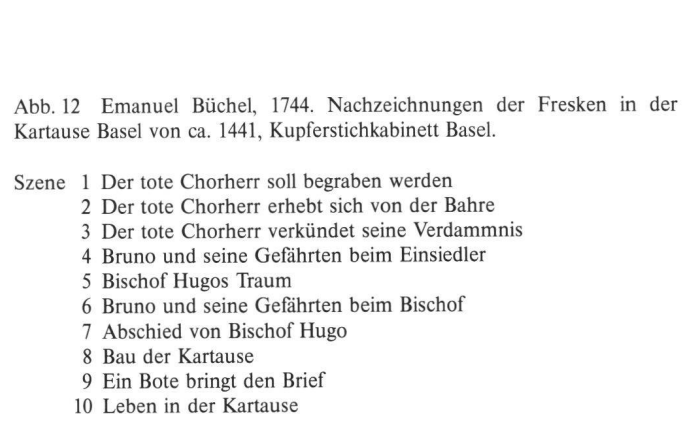 Abb. 12 Emanuel Büchel, 1744. Nachzeichnungen der Fresken in der
Kartause Basel von ca. 1441, Kupferstichkabinett Basel.
Szene 1 Der tote Chorherr soll begraben werden
2 Der tote Chorherr erhebt sich von der Bahre
3 Der tote Chorherr verkündet seine Verdammnis
4 Bruno und seine Gefährten beim Einsiedler
5 Bischof Hugos Traum
6 Bruno und seine Gefährten beim Bischof
7 Abschied von Bischof Hugo
8 Bau der Kartause
9 Ein Bote bringt den Brief
10 Leben in der Kartause